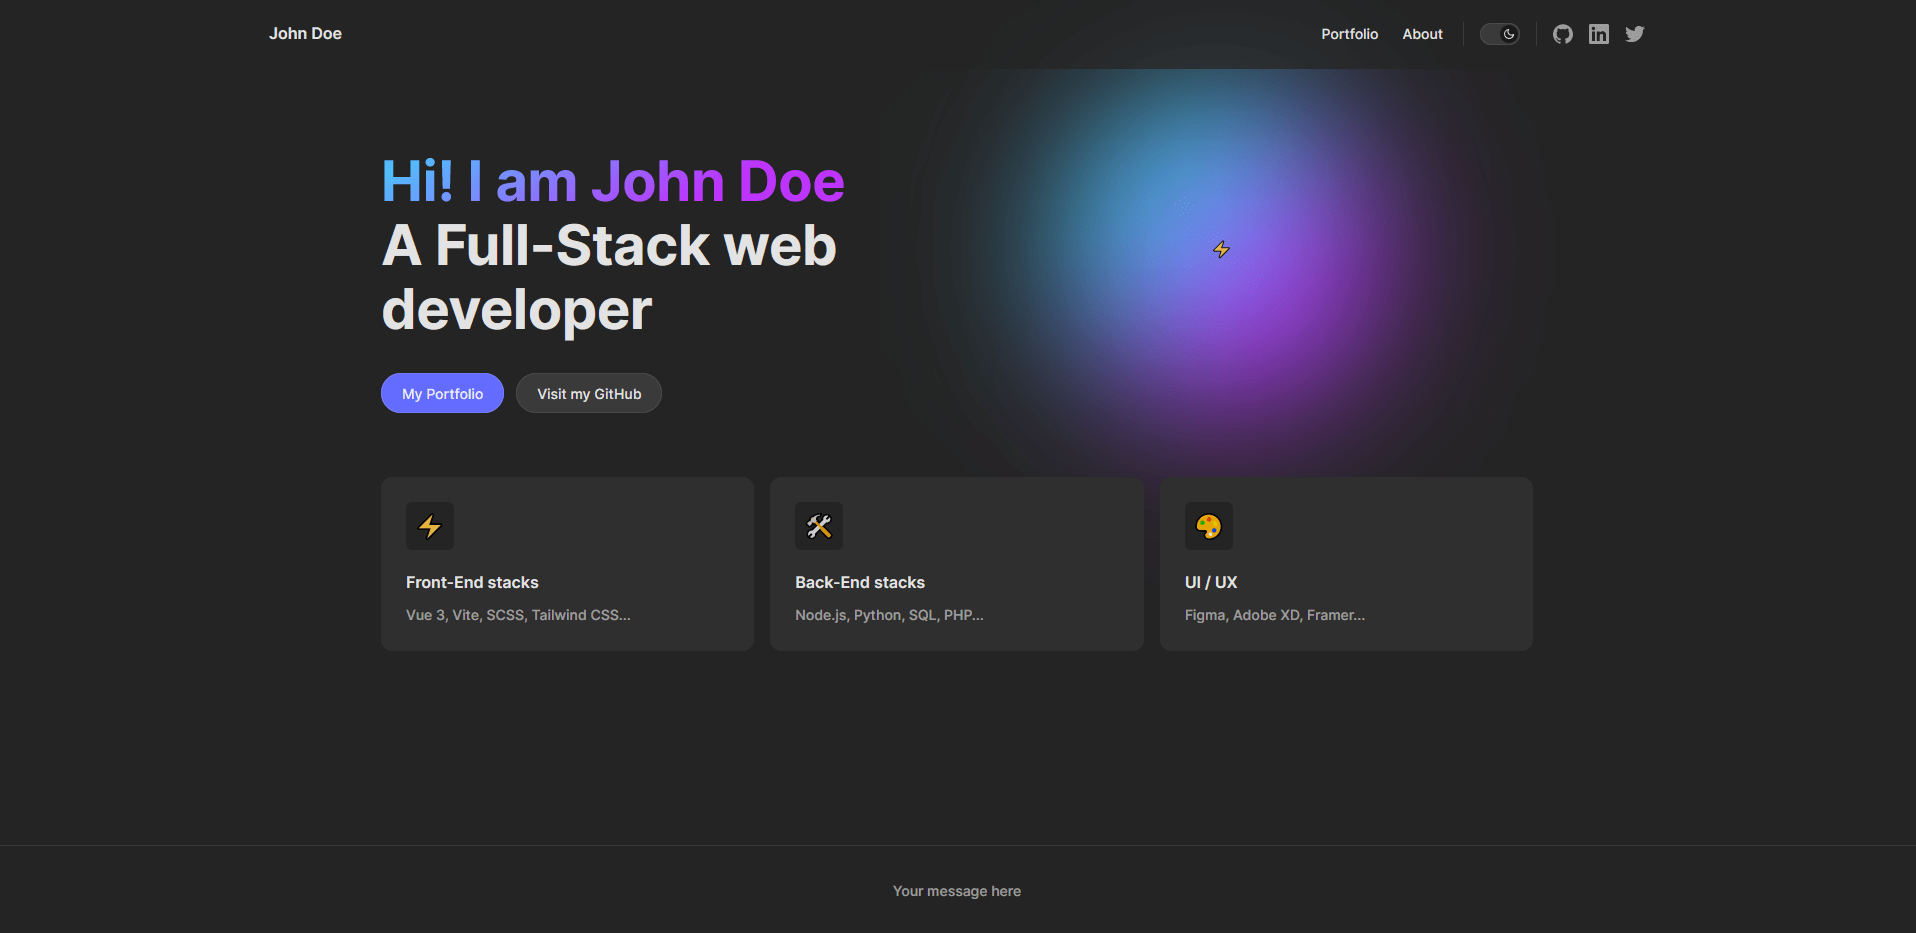 John Doe
Portfolio
About
Hi! I am John Doe
A Full-Stack web
developer
My Portfolio
Visit my GitHub
Front-End stacks
Vue 3, Vite, SCSS, Tailwind CSS...
Back-End stacks
Node.js, Python, SQL, PHP...
UI / UX
Figma, Adobe XD, Framer...
Your message here